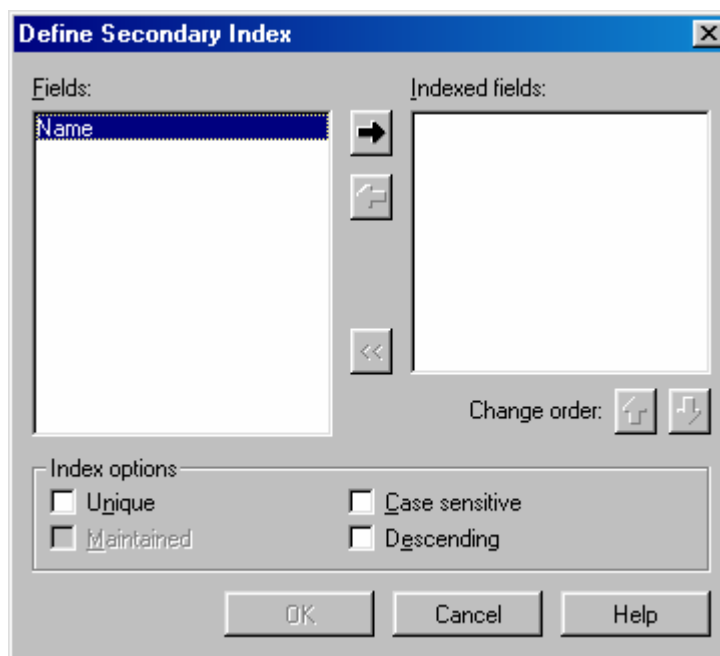 Define Secondary Index
Fields:
Indexed fields:
Name
<<
Change order:
Index options
Unique
Case sensitive
Maintained
Descending
OK
Cancel
Help